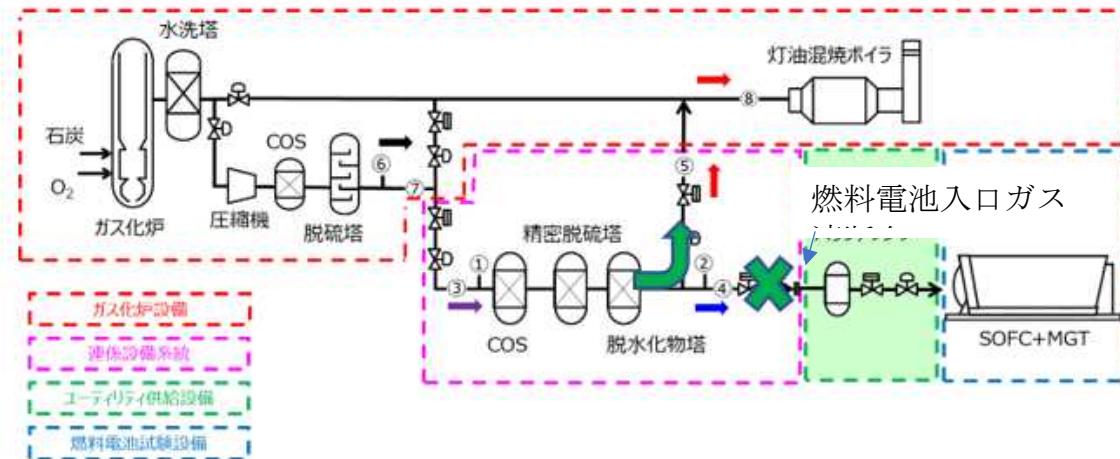 水洗塔
灯油混焼ボイラ
⑧
石炭
O₂
COS
⑥
⑦
⑤
ガス化炉
圧縮機
脱硫塔
燃料電池入口ガス
精密脱硫塔
①
②
③
④
COS
脱水化物塔
SOFC+MGT
ガス化炉設備
連係設備系統
ユーティリティ供給設備
燃料電池試験設備